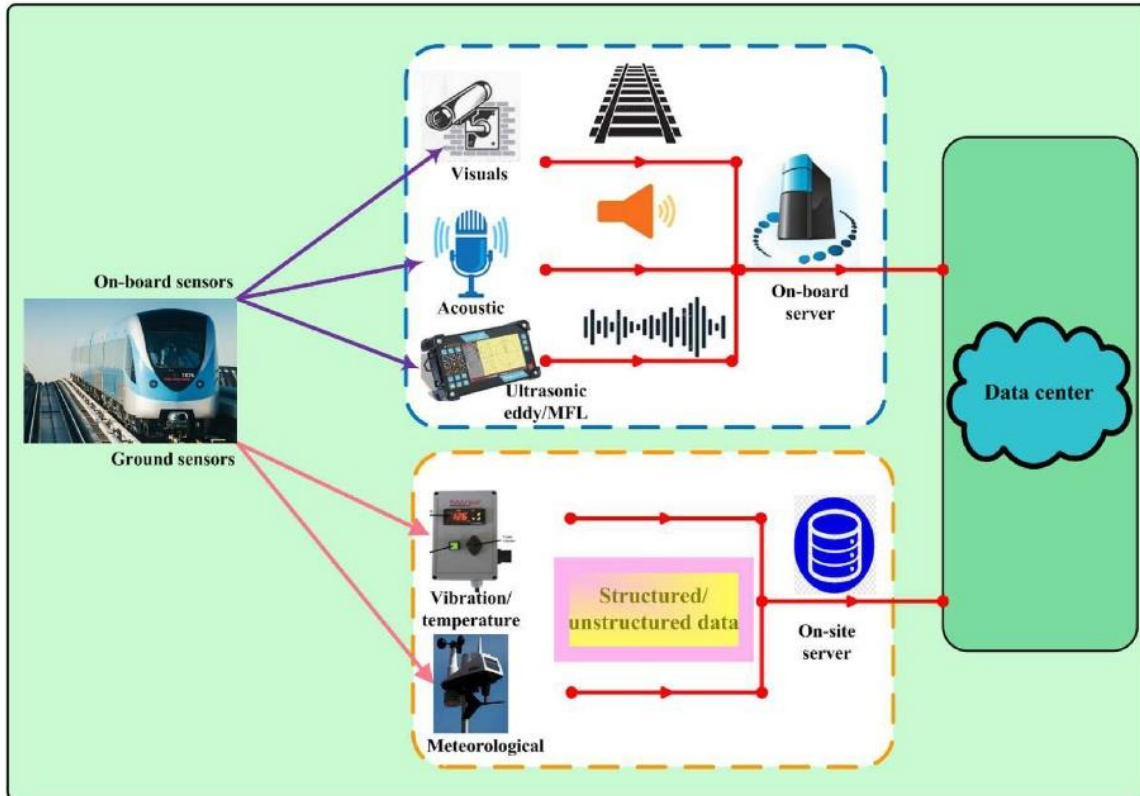 Visuals
Acoustic
On-board sensors
Ultrasonic
eddy/MFL
On-board
server
Data center
Ground sensors
Vibration/
temperature
Structured/
unstructured data
On-site
server
Meteorological